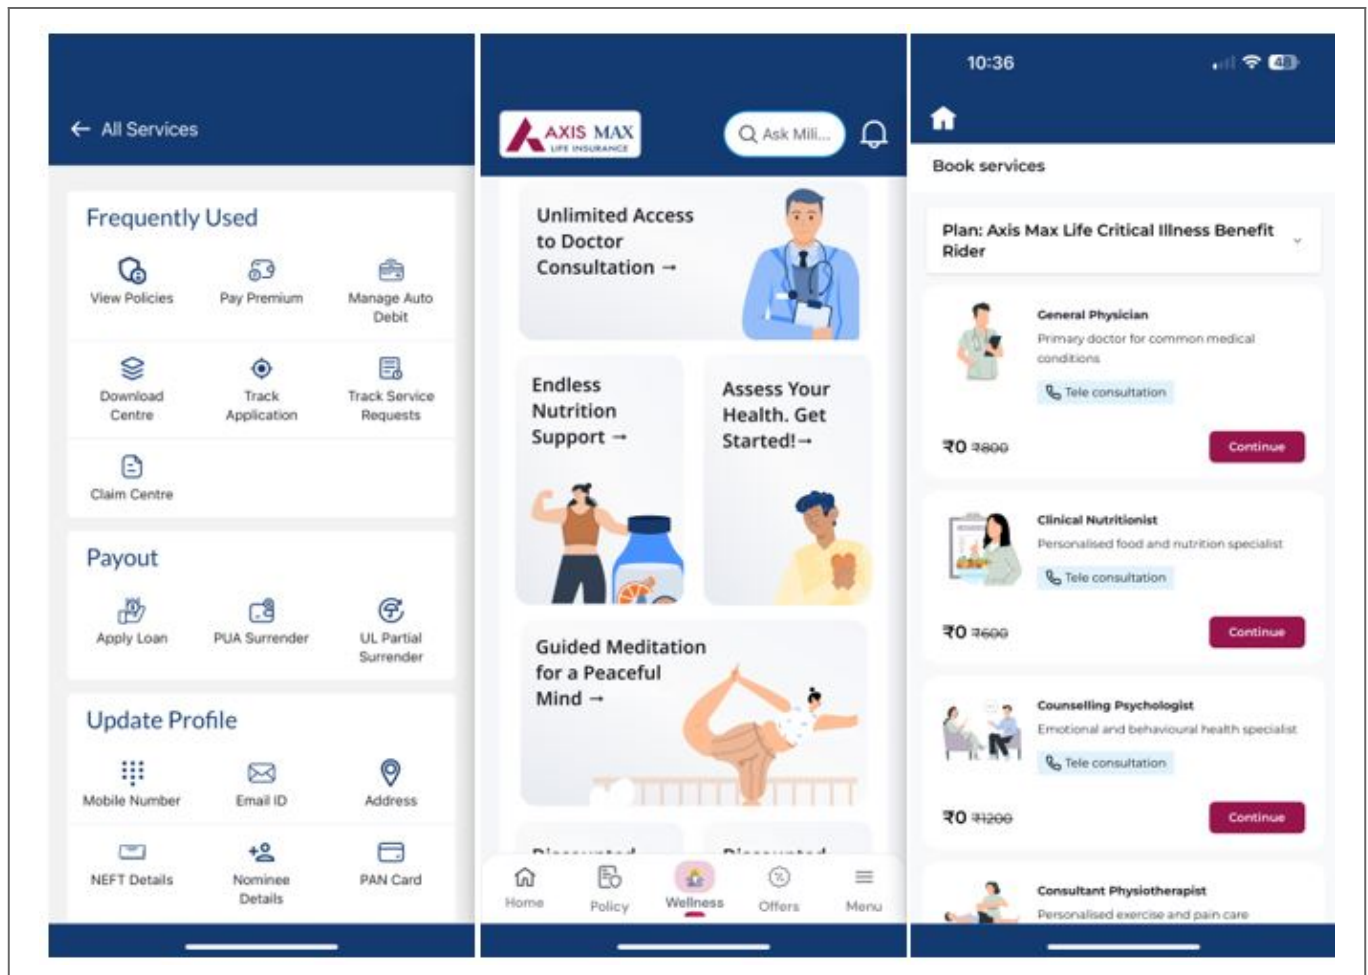 ← All Services
Frequently Used
View Policies
Pay Premium
Manage Auto
Debit
Download
Centre
Track
Application
Track Service
Requests
Claim Centre
Payout
Apply Loan
PUA Surrender
UL Partial
Surrender
Update Profile
Mobile Number
Email ID
Address
NEFT Details
Nominee
Details
PAN Card
AXIS MAX
LIFE INSURANCE
Ask Mili...
Unlimited Access
to Doctor
Consultation →
Endless
Nutrition
Support →
Assess Your
Health. Get
Started!→
Guided Meditation
for a Peaceful
Mind →
Home
Policy
Wellness
Offers
Menu
10:36
Book services
Plan: Axis Max Life Critical Illness Benefit
Rider
General Physician
Primary doctor for common medical
conditions
Tele consultation
₹0 ₹800
Continue
Clinical Nutritionist
Personalised food and nutrition specialist
Tele consultation
₹0 ₹600
Continue
Counselling Psychologist
Emotional and behavioural health specialist
Tele consultation
₹0 ₹1200
Continue
Consultant Physiotherapist
Personalised exercise and pain care